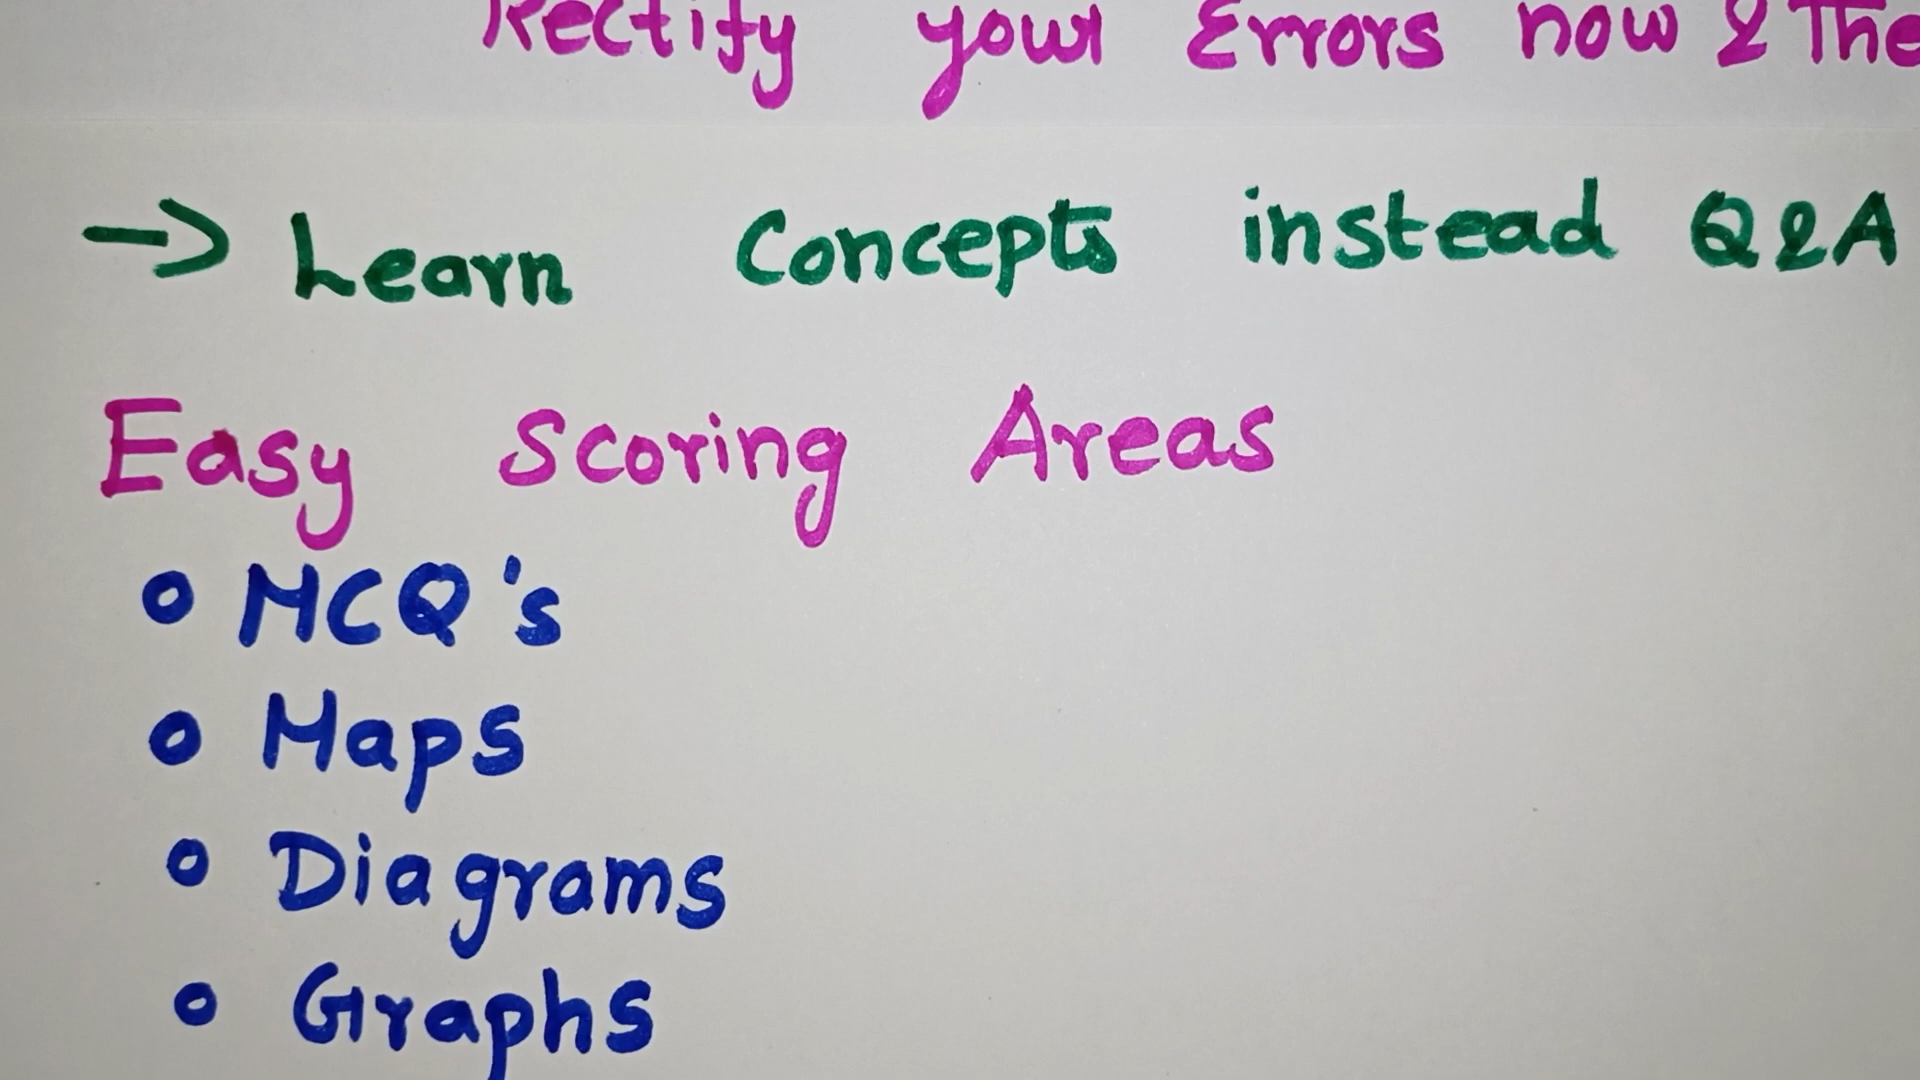 Rectify your Errors now & The
→ Learn Concepts instead Q&A
Easy Scoring Areas
o MCQ's
o Maps
o Diagrams
o Graphs